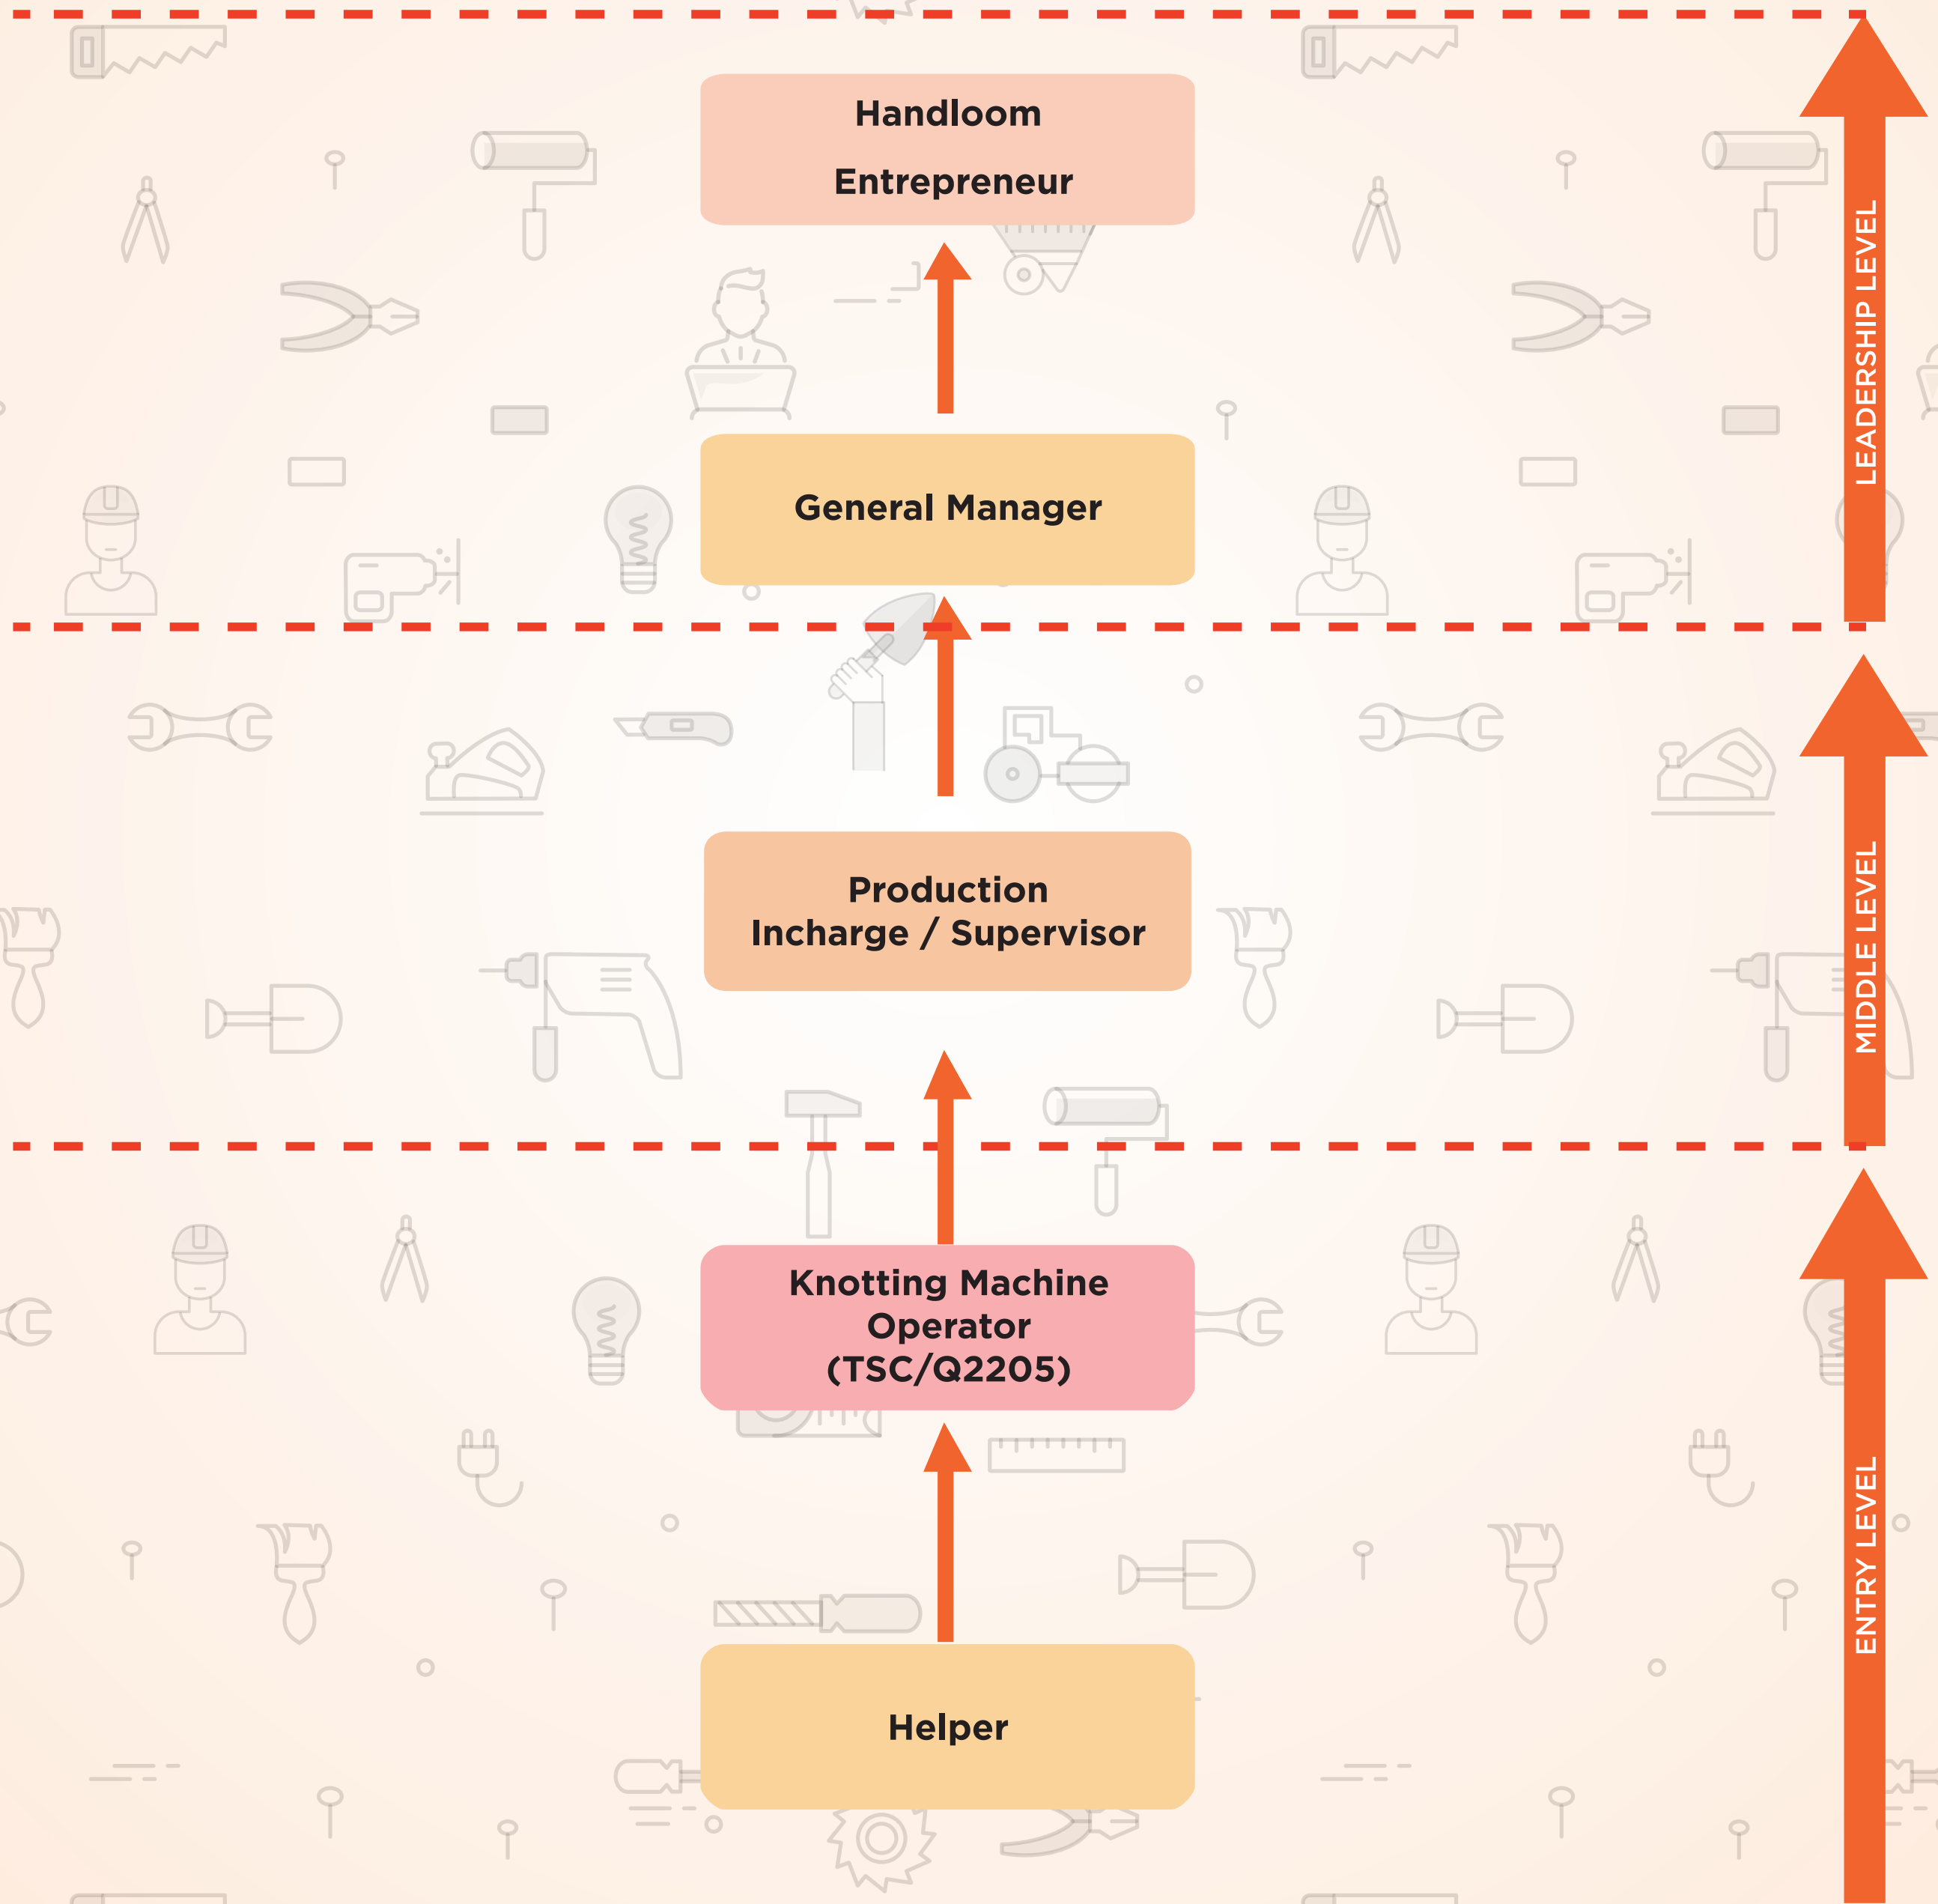 Handloom
Entrepreneur
LEADERSHIP LEVEL
General Manager
Production
Incharge / Supervisor
MIDDLE LEVEL
Knotting Machine
Operator
(TSC/Q2205)
ENTRY LEVEL
Helper